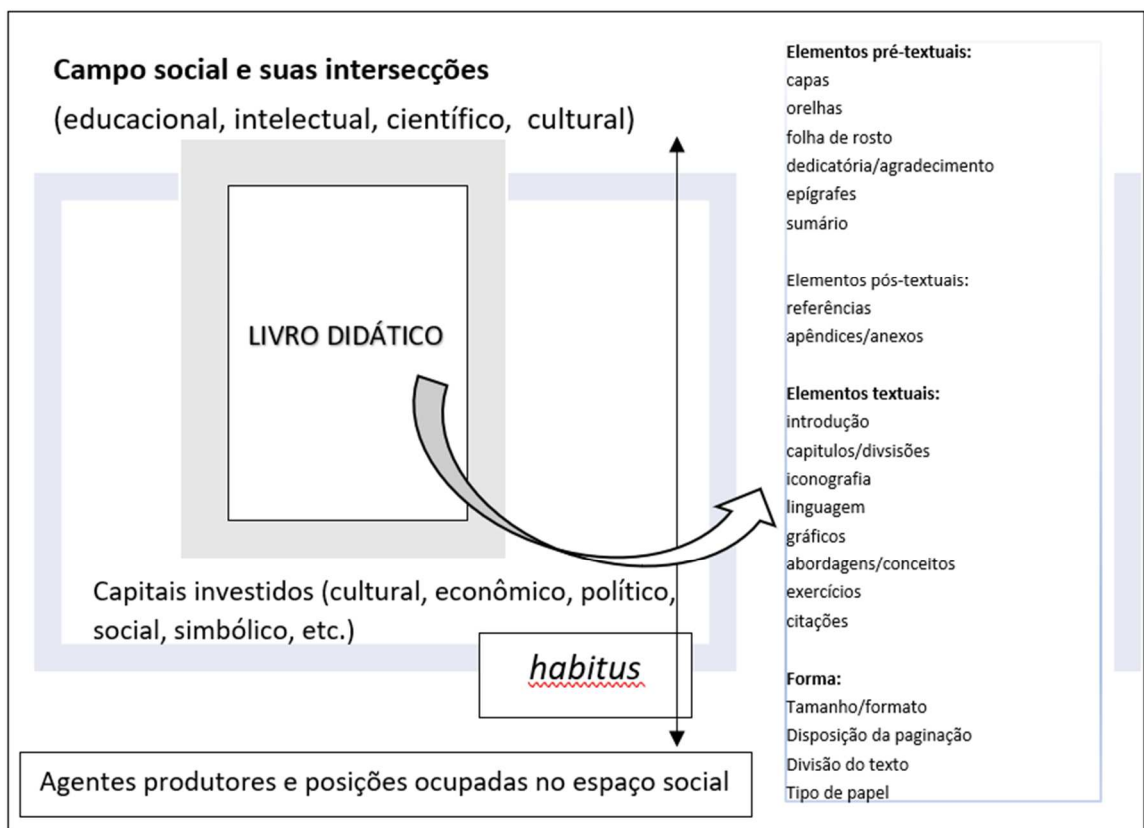 Campo social e suas intersecções
(educacional, intelectual, científico, cultural)
LIVRO DIDÁTICO
Capitais investidos (cultural, econômico, político,
social, simbólico, etc.)
habitus
Agentes produtores e posições ocupadas no espaço social
Elementos pré-textuais:
capas
orelhas
folha de rosto
dedicatória/agradecimento
epígrafes
sumário
Elementos pós-textuais:
referências
apêndices/anexos
Elementos textuais:
introdução
capitulos/divsisões
iconografia
linguagem
gráficos
abordagens/conceitos
exercícios
citações
Forma:
Tamanho/formato
Disposição da paginação
Divisão do texto
Tipo de papel